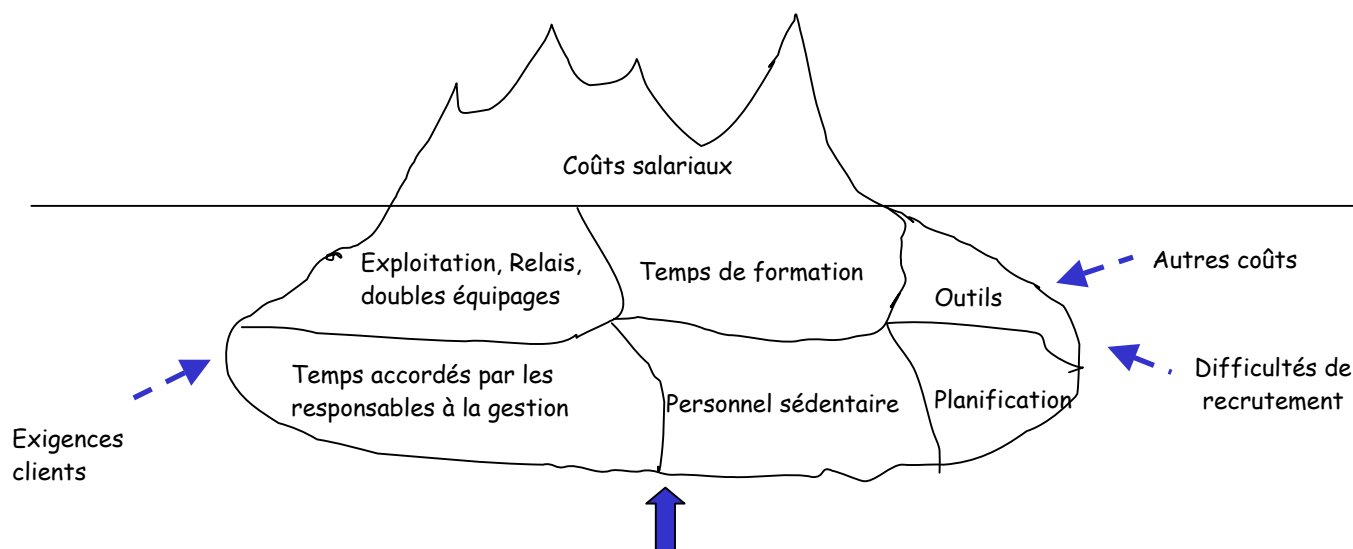 Coûts salariaux
Exploitation, Relais,
doubles équipages
Temps de formation
Outils
Autres coûts
Temps accordés par les
responsables à la gestion
Personnel sédentaire
Planification
Difficultés de
recrutement
Exigences
clients